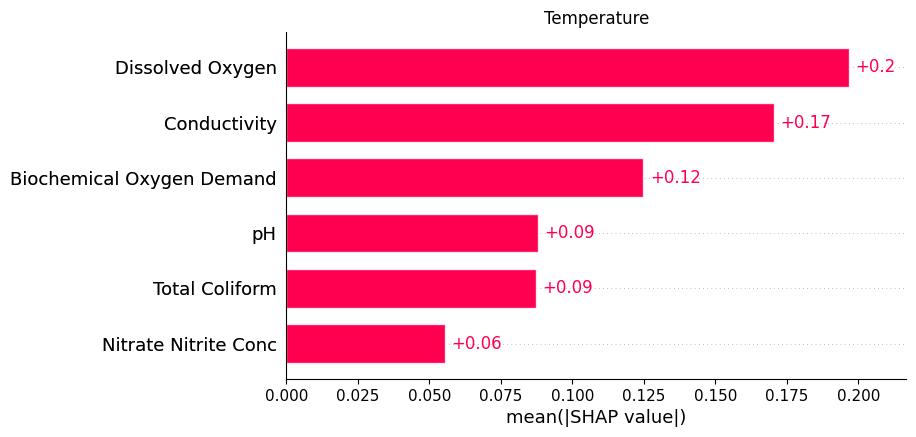 Temperature
Dissolved Oxygen +0.2
Conductivity +0.17
Biochemical Oxygen Demand +0.12
pH +0.09
Total Coliform +0.09
Nitrate Nitrite Conc +0.06
0.000 0.025 0.050 0.075 0.100 0.125 0.150 0.175 0.200
mean(|SHAP value|)